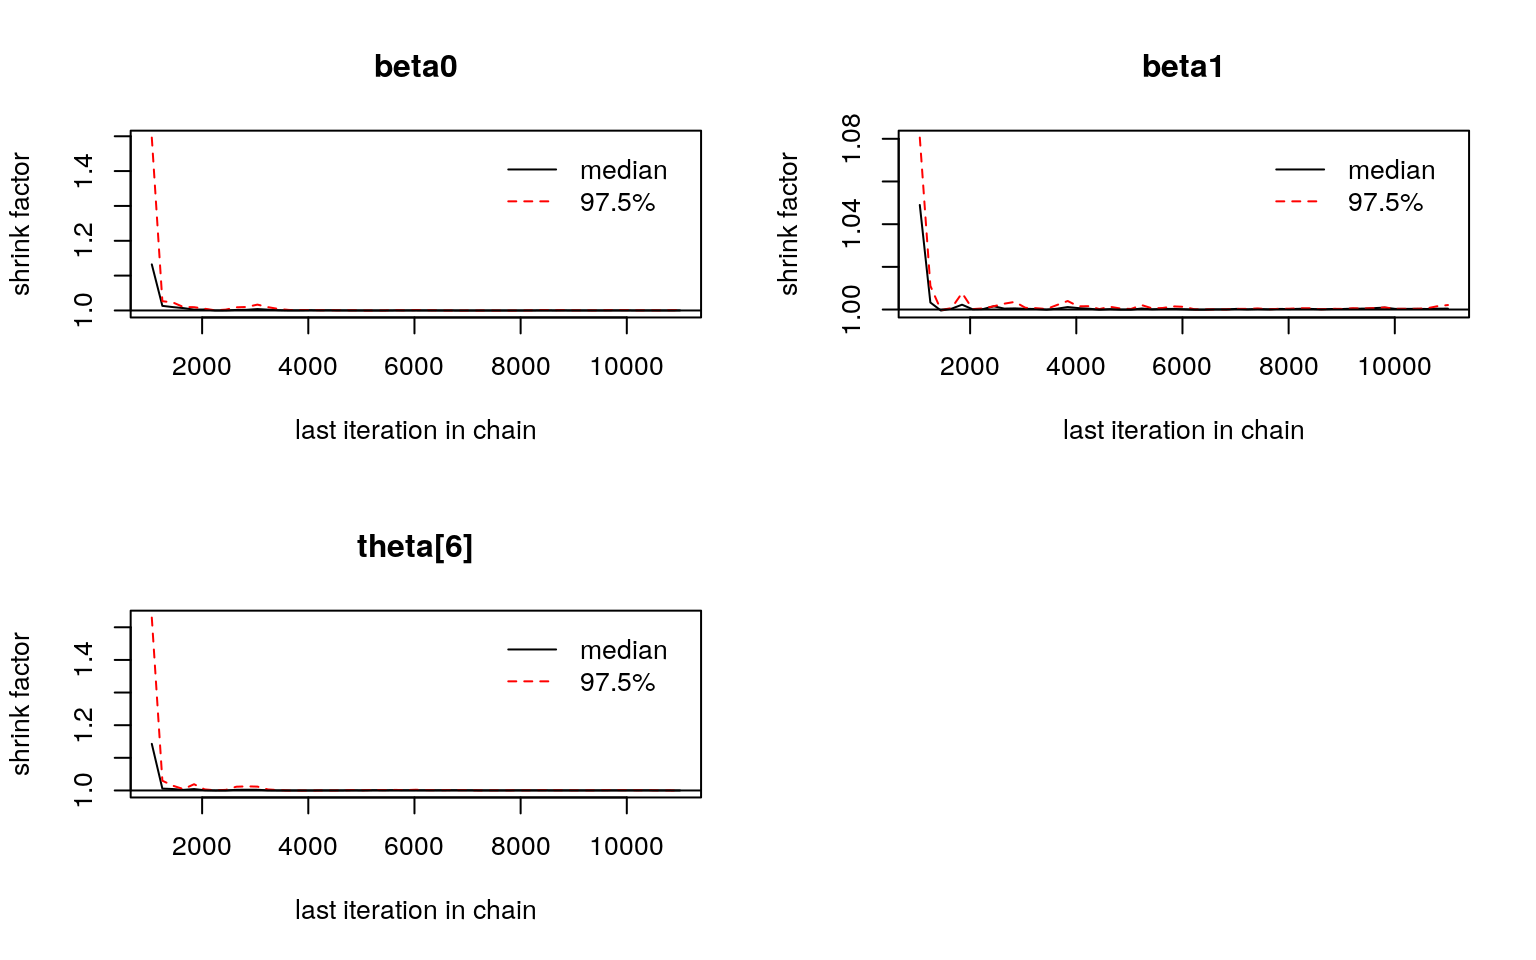 beta0
shrink factor
1.0 1.2 1.4
median
97.5%
2000 4000 6000 8000 10000
last iteration in chain
beta1
shrink factor
1.00 1.04 1.08
median
97.5%
2000 4000 6000 8000 10000
last iteration in chain
theta[6]
shrink factor
1.0 1.2 1.4
median
97.5%
2000 4000 6000 8000 10000
last iteration in chain